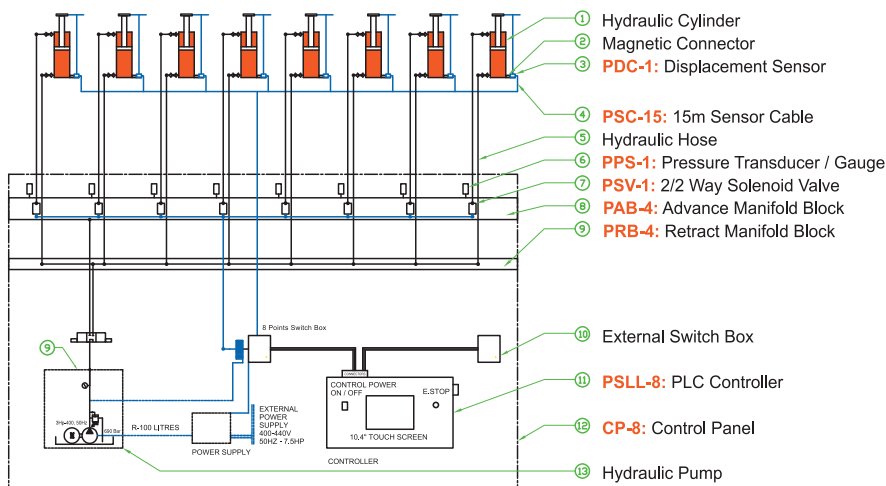 ① Hydraulic Cylinder
② Magnetic Connector
③ PDC-1: Displacement Sensor
④ PSC-15: 15m Sensor Cable
⑤ Hydraulic Hose
⑥ PPS-1: Pressure Transducer / Gauge
⑦ PSV-1: 2/2 Way Solenoid Valve
⑧ PAB-4: Advance Manifold Block
⑨ PRB-4: Retract Manifold Block
8 Points Switch Box
⑩ External Switch Box
⑨
CONNECTORS
CONTROL POWER
ON / OFF
E.STOP
⑪ PSLL-8: PLC Controller
10,4" TOUCH SCREEN
3Hp-400, 50Hz
690 Bar
R-100 LITRES
POWER SUPPLY
EXTERNAL
POWER
SUPPLY
400-440V
50HZ - 7.5HP
⑫ CP-8: Control Panel
CONTROLLER
⑬ Hydraulic Pump